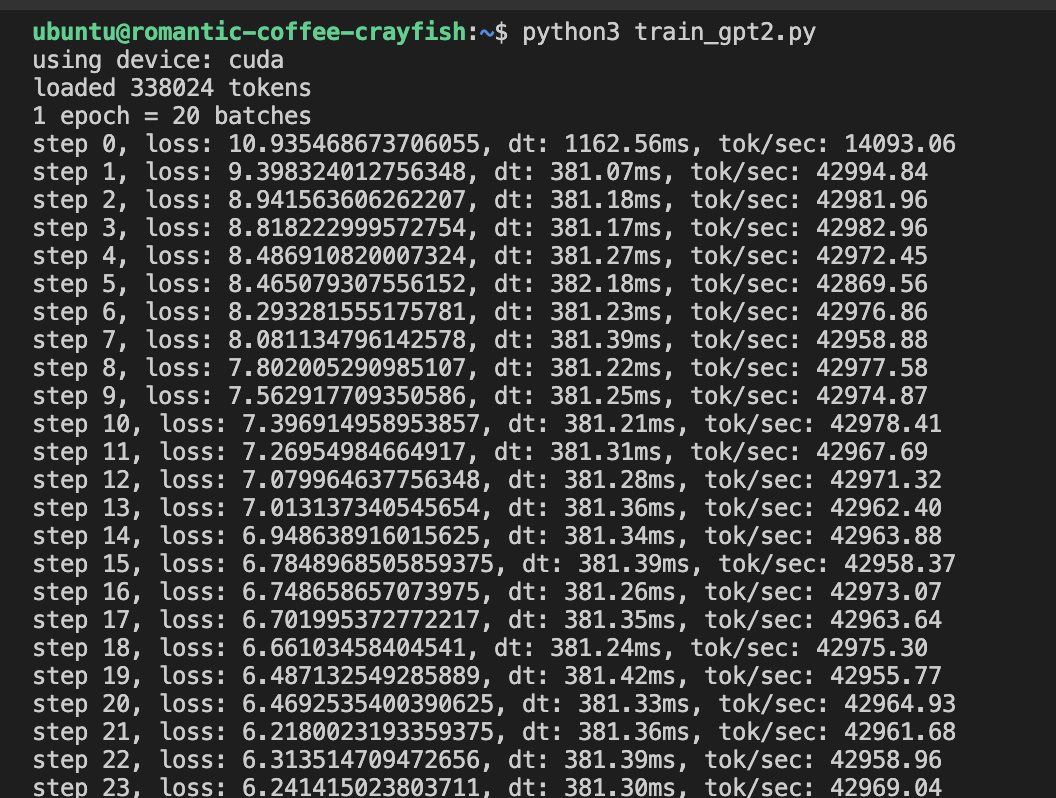 ubuntu@romantic-coffee-crayfish:~$ python3 train_gpt2.py
using device: cuda
loaded 338024 tokens
1 epoch = 20 batches
step 0, loss: 10.935468673706055, dt: 1162.56ms, tok/sec: 14093.06
step 1, loss: 9.398324012756348, dt: 381.07ms, tok/sec: 42994.84
step 2, loss: 8.941563606262207, dt: 381.18ms, tok/sec: 42981.96
step 3, loss: 8.818222999572754, dt: 381.17ms, tok/sec: 42982.96
step 4, loss: 8.486910820007324, dt: 381.27ms, tok/sec: 42972.45
step 5, loss: 8.465079307556152, dt: 382.18ms, tok/sec: 42869.56
step 6, loss: 8.293281555175781, dt: 381.23ms, tok/sec: 42976.86
step 7, loss: 8.081134796142578, dt: 381.39ms, tok/sec: 42958.88
step 8, loss: 7.802005290985107, dt: 381.22ms, tok/sec: 42977.58
step 9, loss: 7.562917709350586, dt: 381.25ms, tok/sec: 42974.87
step 10, loss: 7.396914958953857, dt: 381.21ms, tok/sec: 42978.41
step 11, loss: 7.26954984664917, dt: 381.31ms, tok/sec: 42967.69
step 12, loss: 7.079964637756348, dt: 381.28ms, tok/sec: 42971.32
step 13, loss: 7.013137340545654, dt: 381.36ms, tok/sec: 42962.40
step 14, loss: 6.948638916015625, dt: 381.34ms, tok/sec: 42963.88
step 15, loss: 6.7848968505859375, dt: 381.39ms, tok/sec: 42958.37
step 16, loss: 6.748658657073975, dt: 381.26ms, tok/sec: 42973.07
step 17, loss: 6.701995372772217, dt: 381.35ms, tok/sec: 42963.64
step 18, loss: 6.66103458404541, dt: 381.24ms, tok/sec: 42975.30
step 19, loss: 6.487132549285889, dt: 381.42ms, tok/sec: 42955.77
step 20, loss: 6.4692535400390625, dt: 381.33ms, tok/sec: 42964.93
step 21, loss: 6.2180023193359375, dt: 381.36ms, tok/sec: 42961.68
step 22, loss: 6.313514709472656, dt: 381.39ms, tok/sec: 42958.96
step 23, loss: 6.241415023803711, dt: 381.30ms, tok/sec: 42969.04